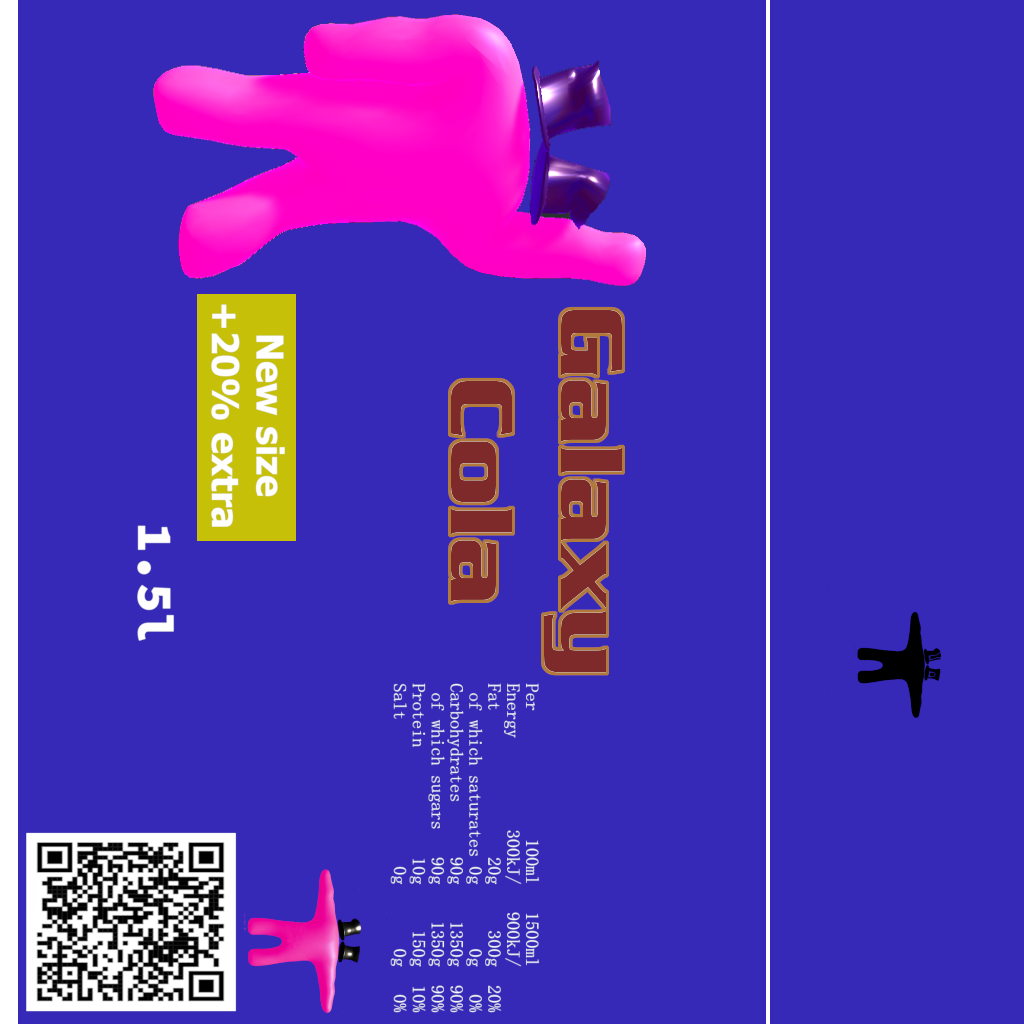 Galaxy
Cola
New size
+20% extra
1.5l
Per 100ml 1500ml
Energy 300kJ/ 900kJ/
Fat 20g 300g 20%
of which saturates 0g 0g 0%
Carbohydrates 90g 1350g 90%
of which sugars 90g 1350g 90%
Protein 10g 150g 10%
Salt 0g 0g 0%